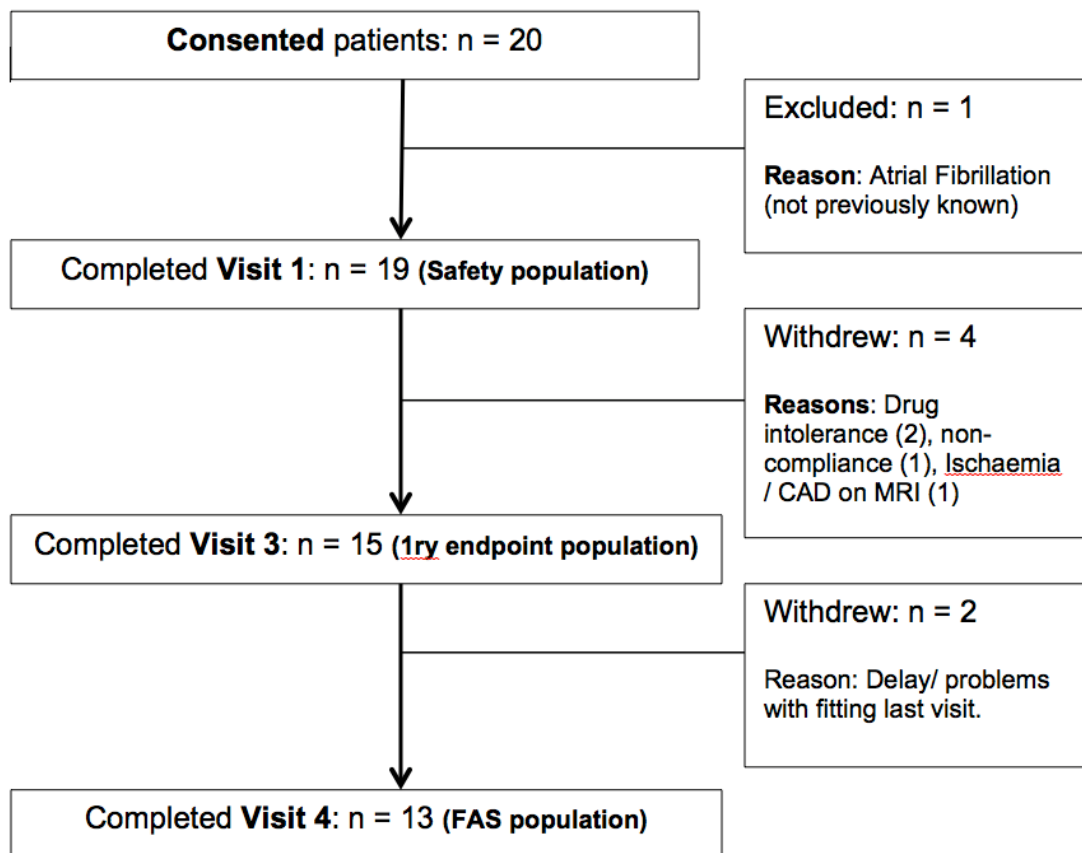 Consented patients: n = 20
Excluded: n = 1
Reason: Atrial Fibrillation
(not previously known)
Completed Visit 1: n = 19 (Safety population)
Withdrew: n = 4
Reasons: Drug
intolerance (2), non-
compliance (1), Ischaemia
/ CAD on MRI (1)
Completed Visit 3: n = 15 (1ry endpoint population)
Withdrew: n = 2
Reason: Delay/ problems
with fitting last visit.
Completed Visit 4: n = 13 (FAS population)